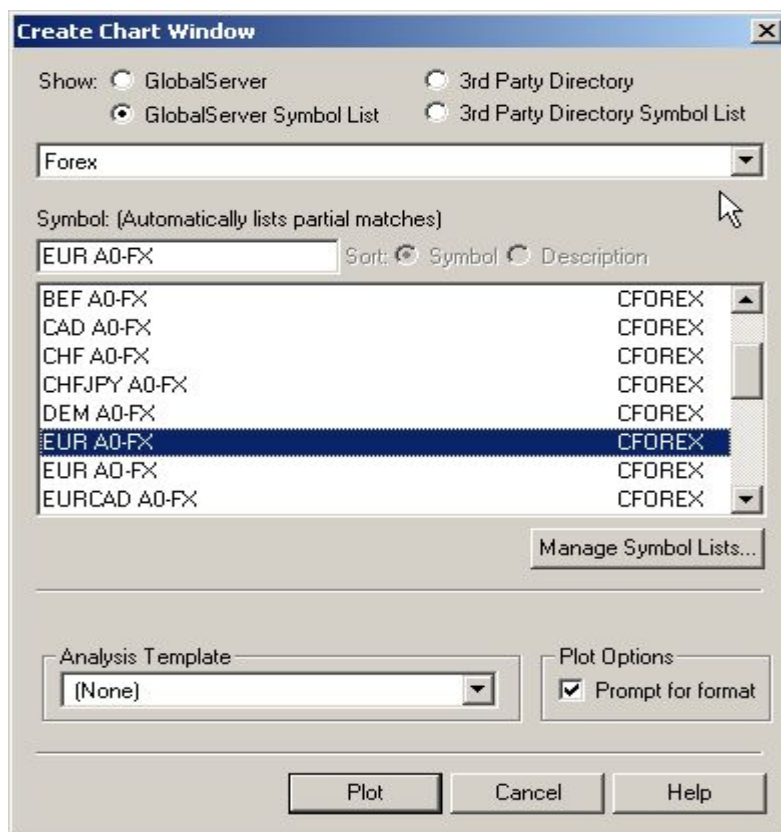 Create Chart Window
Show: GlobalServer 3rd Party Directory
GlobalServer Symbol List 3rd Party Directory Symbol List
Forex
Symbol: (Automatically lists partial matches)
EUR A0-FX Sort: Symbol Description
BEF A0-FX CFOREX
CAD A0-FX CFOREX
CHF A0-FX CFOREX
CHFJPY A0-FX CFOREX
DEM A0-FX CFOREX
EUR A0-FX CFOREX
EUR AO-FX CFOREX
EURCAD A0-FX CFOREX
Manage Symbol Lists...
Analysis Template Plot Options
(None) Prompt for format
Plot Cancel Help